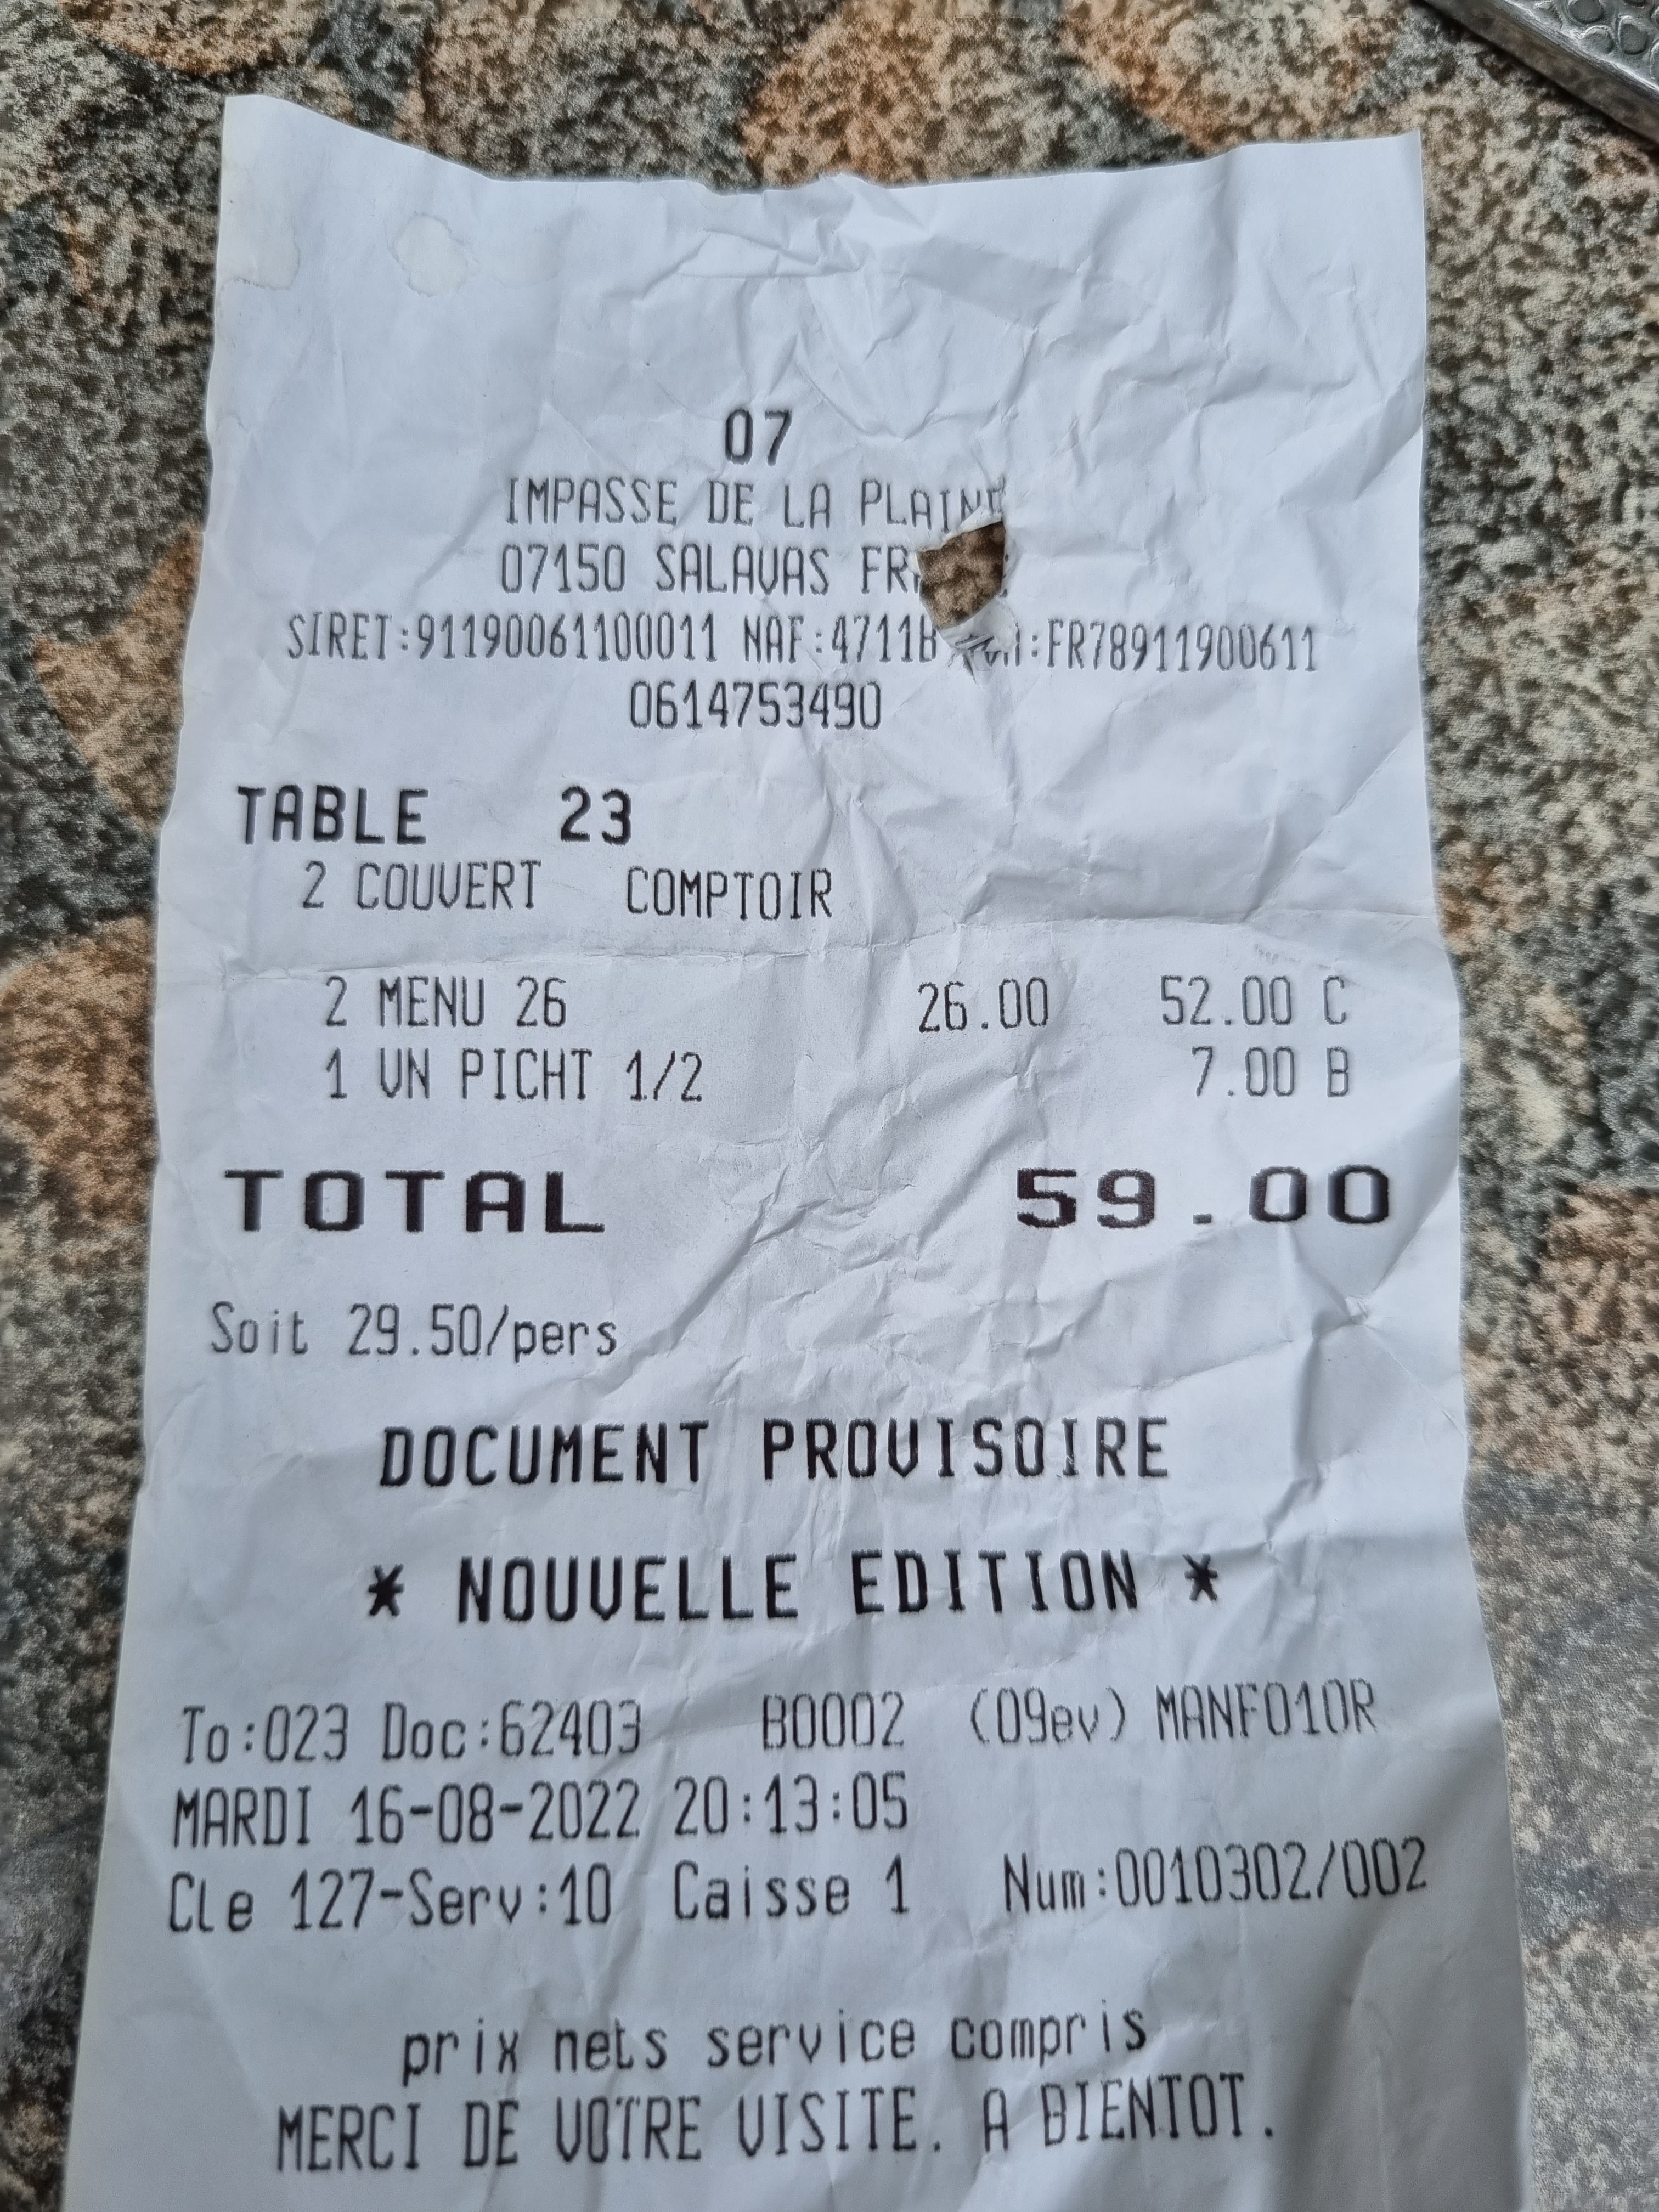 07
IMPASSE DE LA PLAINE
07150 SALAVAS
SIRET:91190061100011 NAF:4711B :FR78911900611
0614753490
TABLE 23
2 COUVERT COMPTOIR
2 MENU 26 26.00 52.00 C
1 VN PICHT 1/2 7.00 B
TOTAL 59.00
Soit 29.50/pers
DOCUMENT PROVISOIRE
* NOUVELLE EDITION *
To:023 Doc:62403 B0002 (09ev) MANF010R
MARDI 16-08-2022 20:13:05
Cle 127-Serv:10 Caisse 1 Num:0010302/002
prix nets service compris
MERCI DE VOTRE VISITE. A BIENTOT.